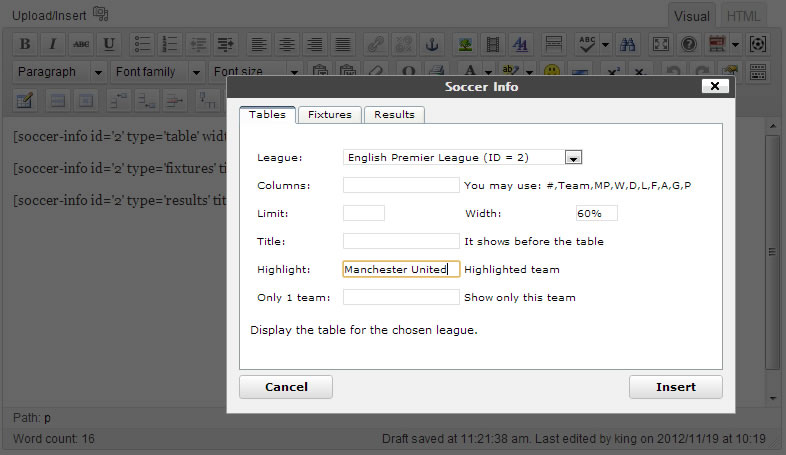 Upload/Insert
Visual
HTML
B I ABC U
ABC
Paragraph
Font family
Font size
Soccer Info
Tables
Fixtures
Results
[soccer-info id='2' type='table' widt
[soccer-info id='2' type='fixtures' ti
[soccer-info id='2' type='results' titl
League: English Premier League (ID = 2)
Columns: You may use: #,Team,MP,W,D,L,F,A,G,P
Limit: Width: 60%
Title: It shows before the table
Highlight: Manchester United Highlighted team
Only 1 team: Show only this team
Display the table for the chosen league.
Cancel
Insert
Path: p
Word count: 16
Draft saved at 11:21:38 am. Last edited by king on 2012/11/19 at 10:19